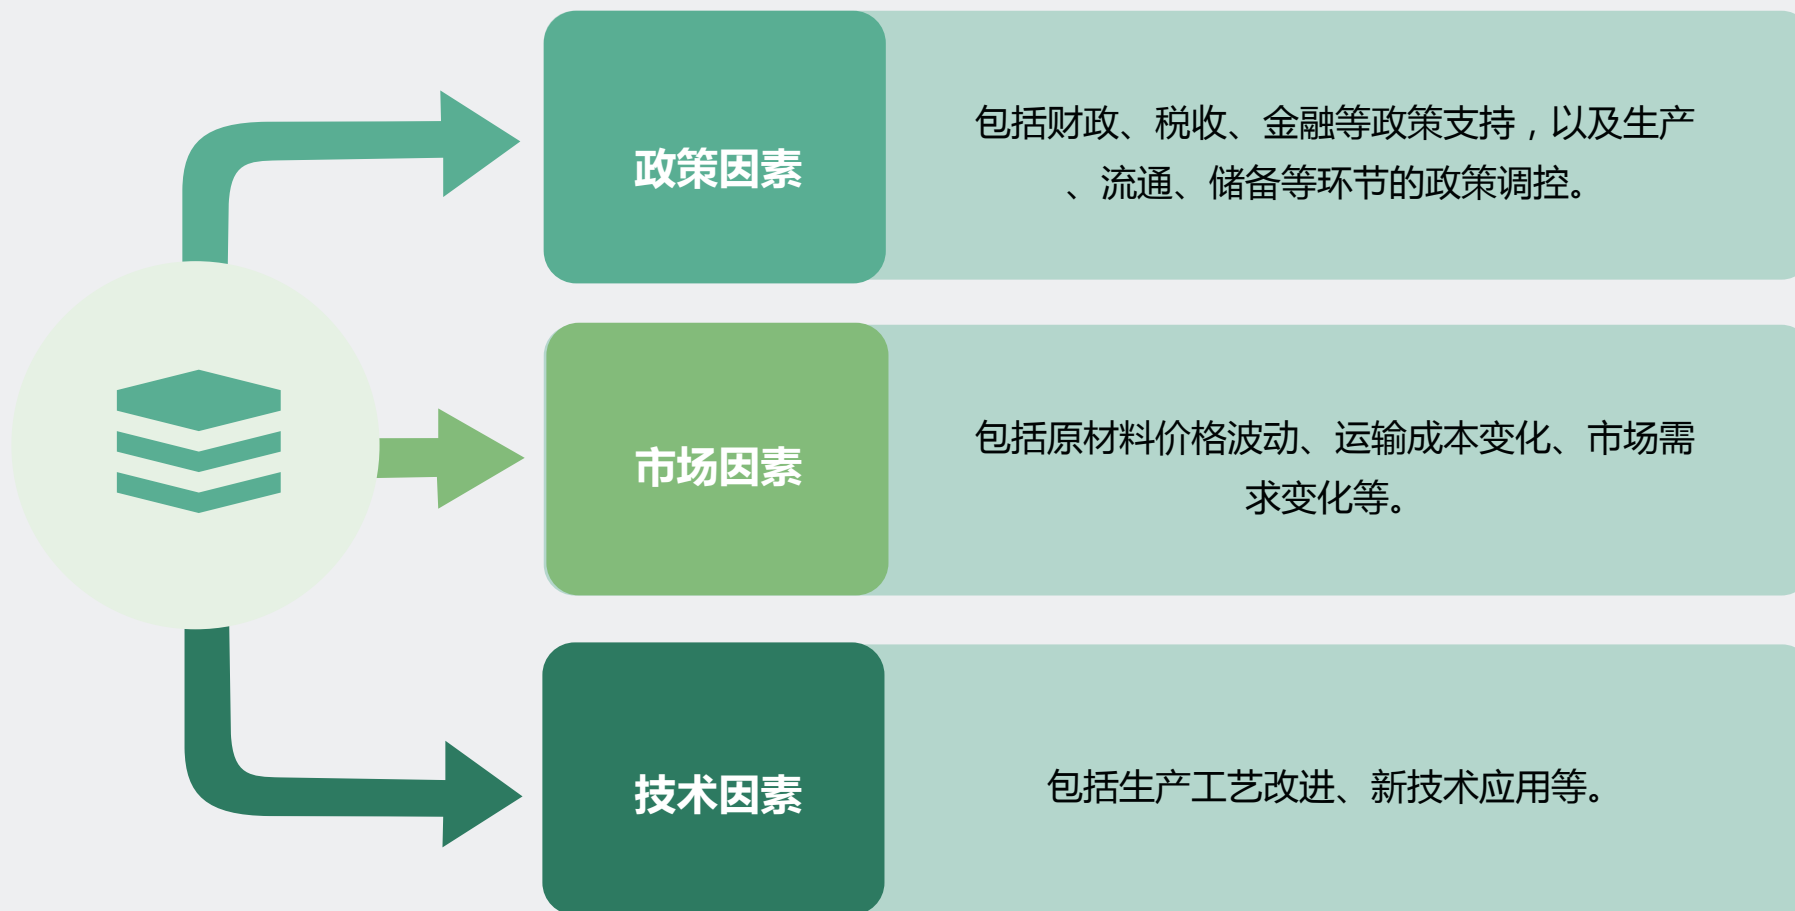 政策因素
包括财政、税收、金融等政策支持，以及生产
、流通、储备等环节的政策调控。
市场因素
包括原材料价格波动、运输成本变化、市场需
求变化等。
技术因素
包括生产工艺改进、新技术应用等。